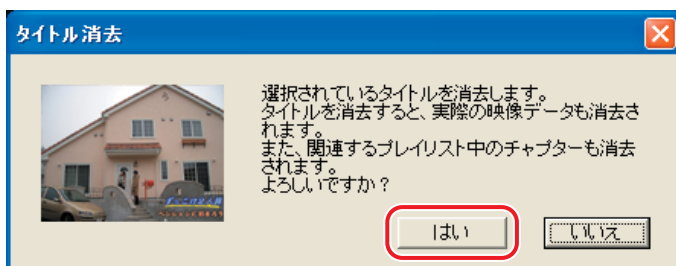 タイトル消去
選択されているタイトルを消去します。
タイトルを消去すると、実際の映像データも消去さ
れます。
また、関連するプレイリスト中のチャプターも消去
されます。
よろしいですか？
はい
いいえ